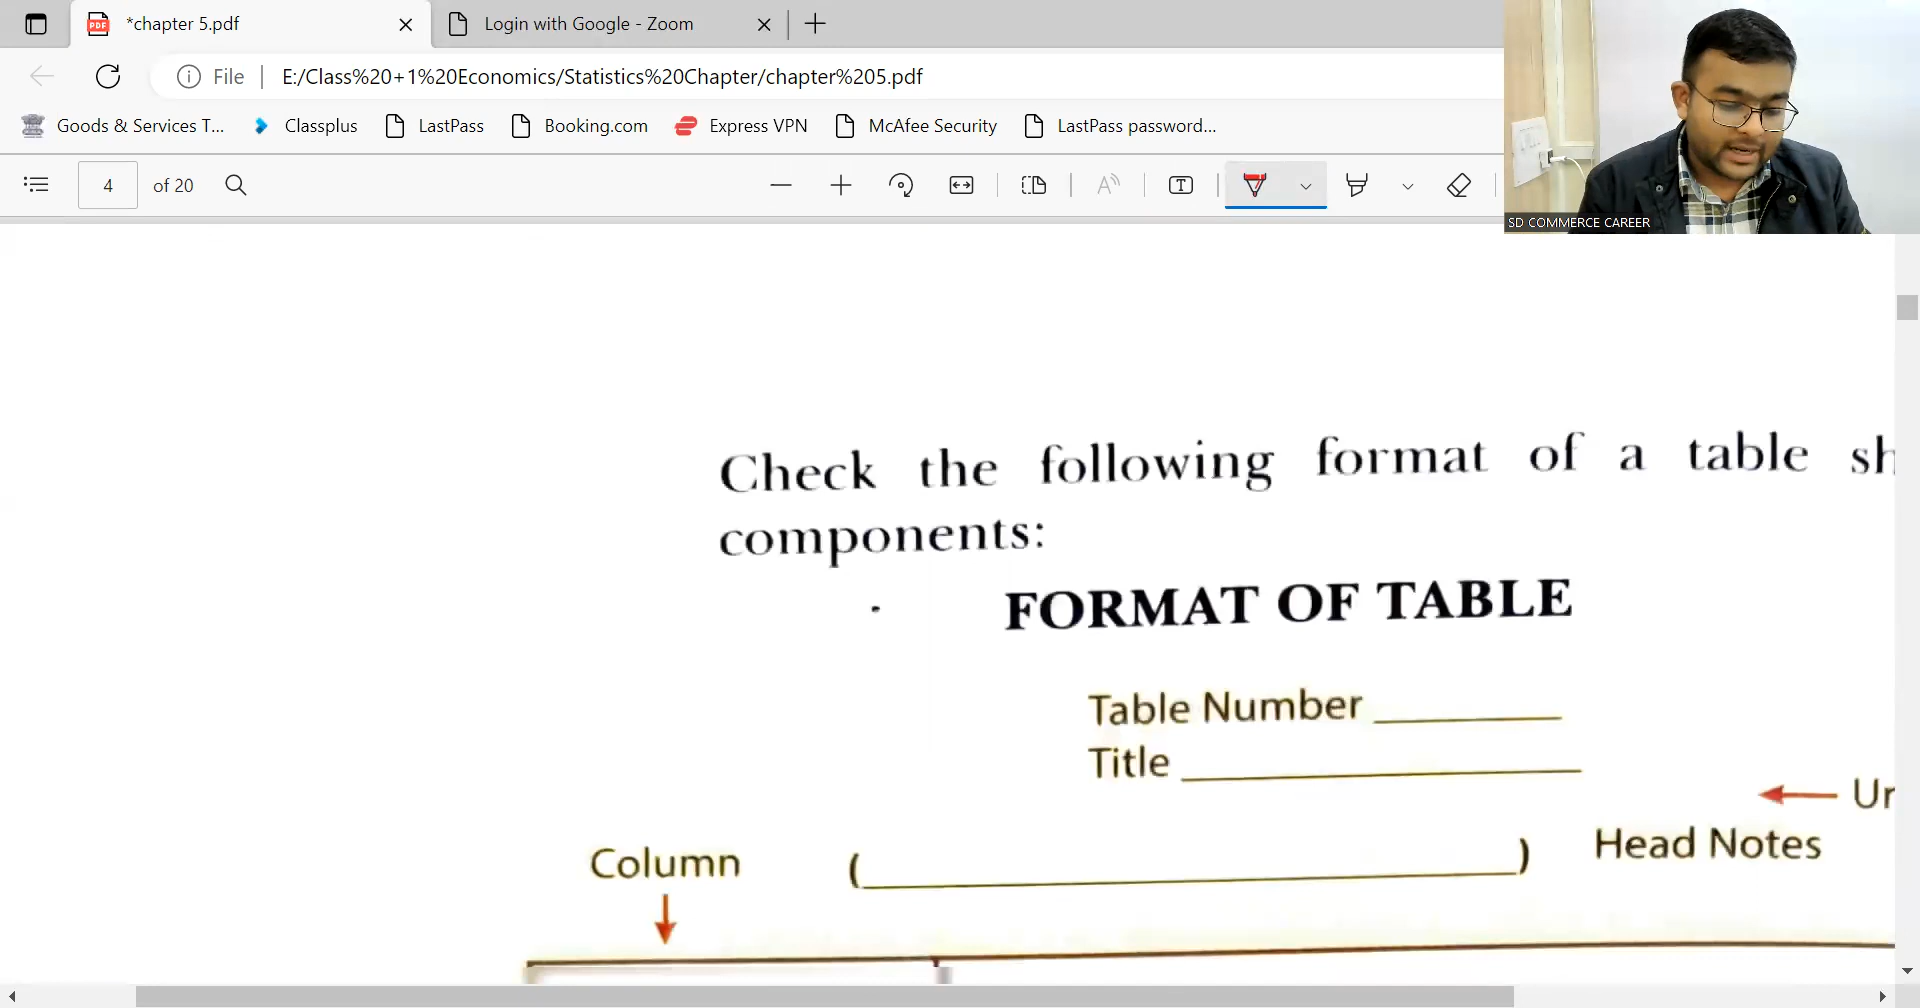 *chapter 5.pdf
Login with Google - Zoom
File
E:/Class%20+1%20Economics/Statistics%20Chapter/chapter%205.pdf
Goods & Services T...
Classplus
LastPass
Booking.com
Express VPN
McAfee Security
LastPass password...
4 of 20
SD COMMERCE CAREER
Check the following format of a table sh
components:
FORMAT OF TABLE
Table Number
Title
Ur
Head Notes
Column
( )